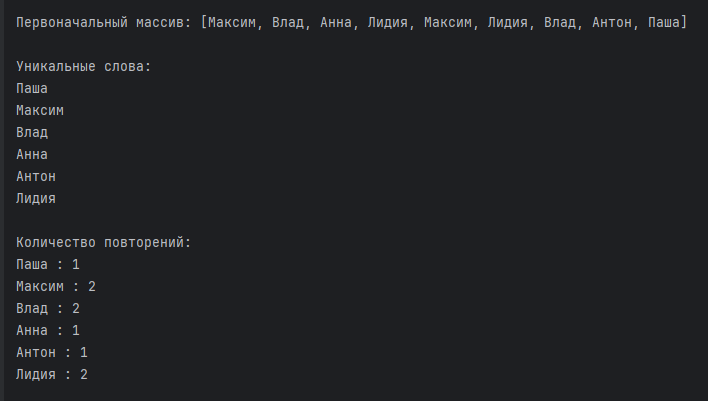 Первоначальный массив: [Максим, Влад, Анна, Лидия, Максим, Лидия, Влад, Антон, Паша]
Уникальные слова:
Паша
Максим
Влад
Анна
Антон
Лидия
Количество повторений:
Паша : 1
Максим : 2
Влад : 2
Анна : 1
Антон : 1
Лидия : 2